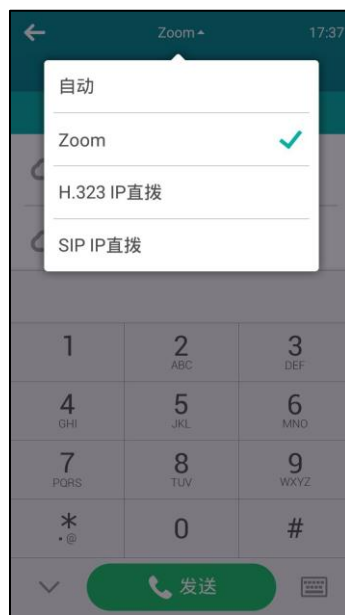 Zoom
17:37
自动
Zoom
H.323 IP直拨
SIP IP直拨
1
2
3
ABC
DEF
4
5
6
GHI
JKL
MNO
7
8
9
PQRS
TUV
WXYZ
*
0
#
• @
发送